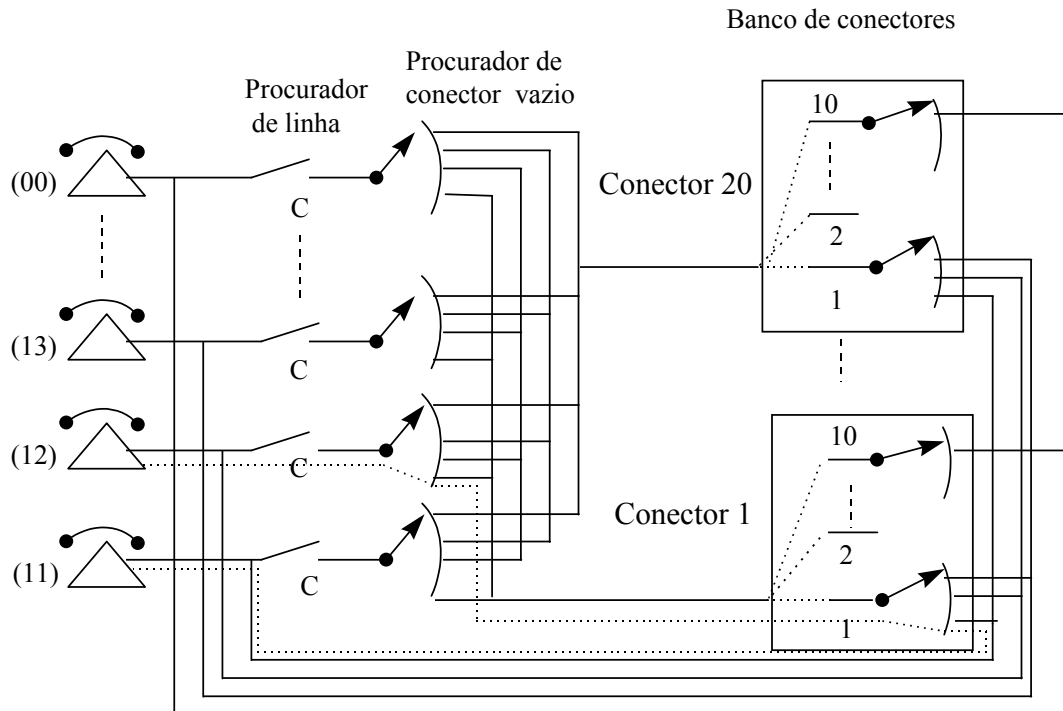 Banco de conectores
Procurador de
conector vazio
Procurador
de linha
(00)
C
Conector 20
10
2
1
(13)
C
(12)
C
10
Conector 1
2
1
(11)
C